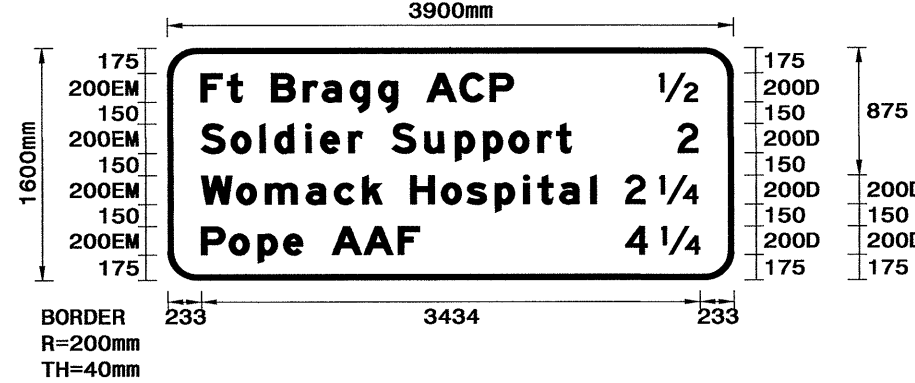 3900mm
175 175
200EM Ft Bragg ACP 1/2 200D
150 150 875
200EM Soldier Support 2 200D
1600mm
150 150
200EM Womack Hospital 2 1/4 200D 200D
150 150 150
200EM Pope AAF 4 1/4 200D 200D
175 175 175
BORDER 233 3434 233
R=200mm
TH=40mm